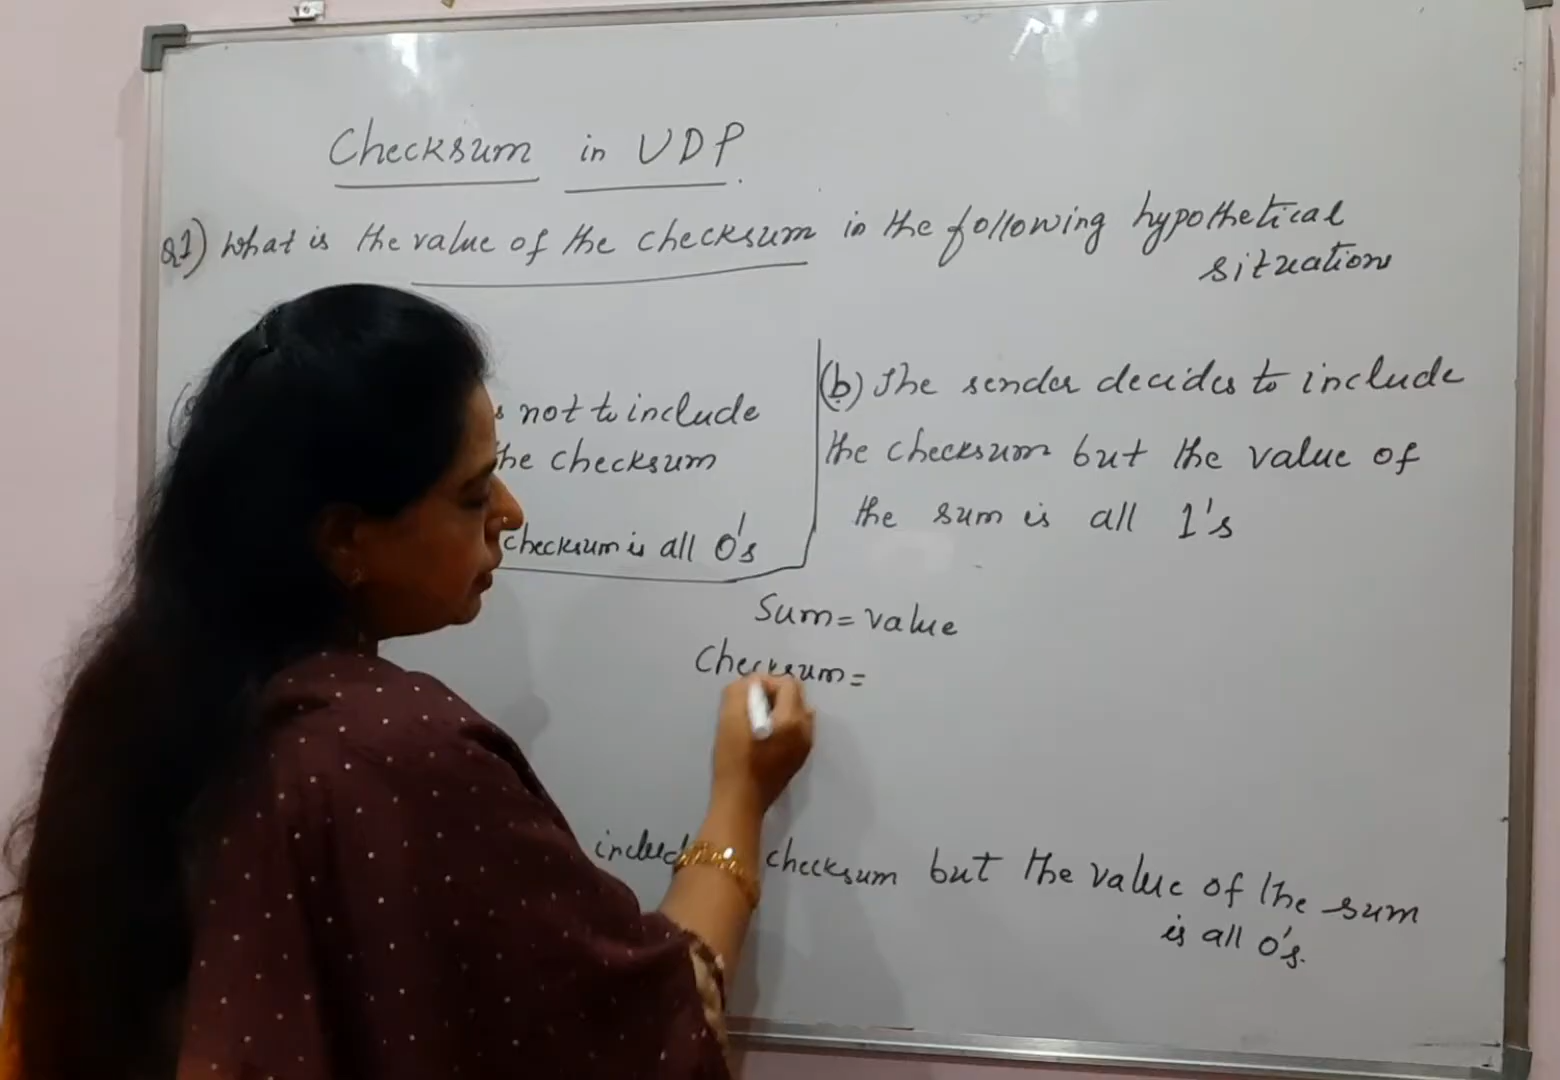 Checksum in UDP.
Q1) What is the value of the checksum in the following hypothetical
situation
not to include
the checksum
checksum is all 0's
(b) The sender decides to include
the checksum but the value of
the sum is all 1's
Sum = value
Checksum =
checksum but the value of the sum
is all 0's.